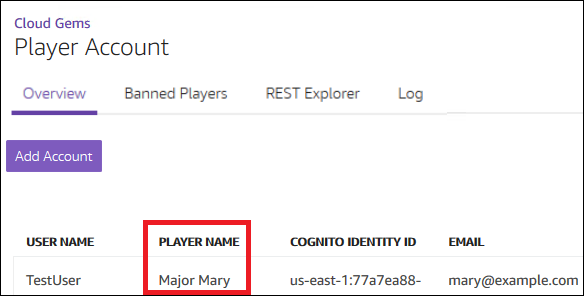 Cloud Gems
Player Account
Overview Banned Players REST Explorer Log
Add Account
USER NAME PLAYER NAME COGNITO IDENTITY ID EMAIL
TestUser Major Mary us-east-1:77a7ea88- mary@example.com